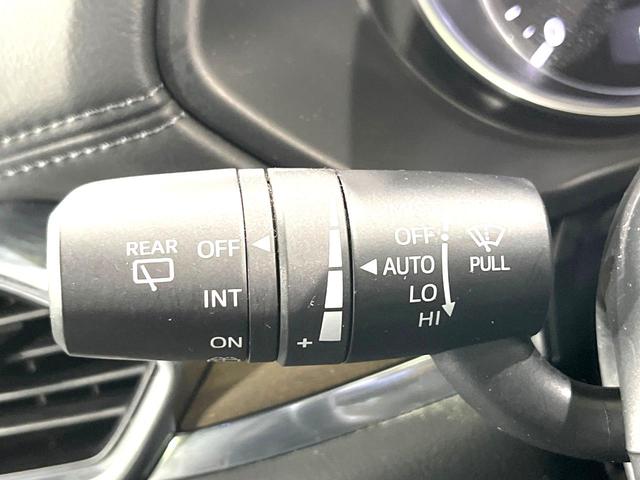 REAR
OFF
INT
ON
+
OFF
AUTO
LO
HI
PULL